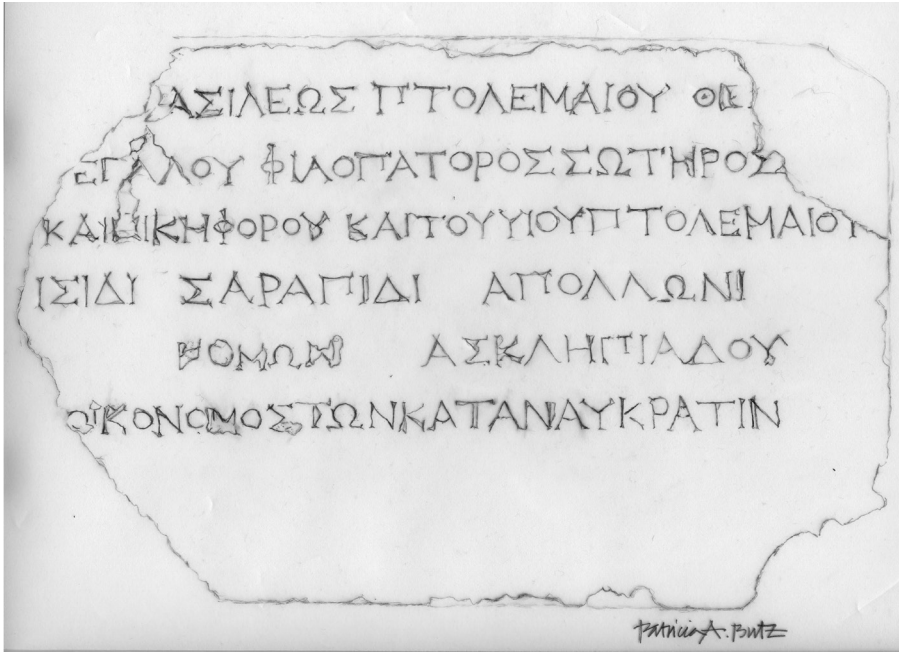 ΑΣΙΛΕΩΣ ΠΤΟΛΕΜΑΙΟΥ ΘΕ
ΕΓΑΛΟΥ ΦΙΛΟΠΑΤΟΡΟΣ ΣΩΤΗΡΟΣ
ΚΑΙ ΝΙΚΗΦΟΡΟΥ ΚΑΙ ΤΟΥ ΥΙΟΥ ΠΤΟΛΕΜΑΙΟΥ
ΙΣΙΔΙ ΣΑΡΑΠΙΔΙ ΑΠΟΛΛΩΝΙ
ΚΟΜΩΝ ΑΣΚΛΗΠΙΑΔΟΥ
ΟΙΚΟΝΟΜΟΣ ΤΩΝ ΚΑΤΑ ΝΑΥΚΡΑΤΙΝ
Patricia A. Butz